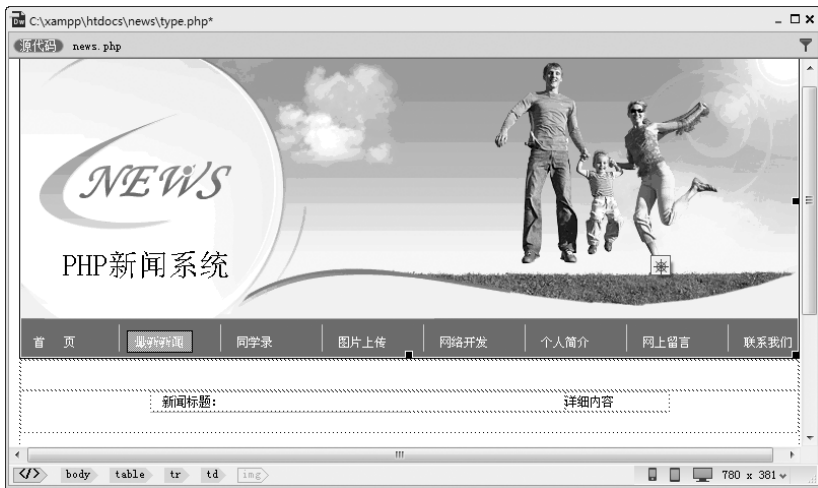 Dw C:\xampp\htdocs\news\type.php*
源代码 news.php
NEWS
PHP新闻系统
首 页 最新新闻 同学录 图片上传 网络开发 个人简介 网上留言 联系我们
新闻标题: 详细内容
</> body table tr td img 780 x 381